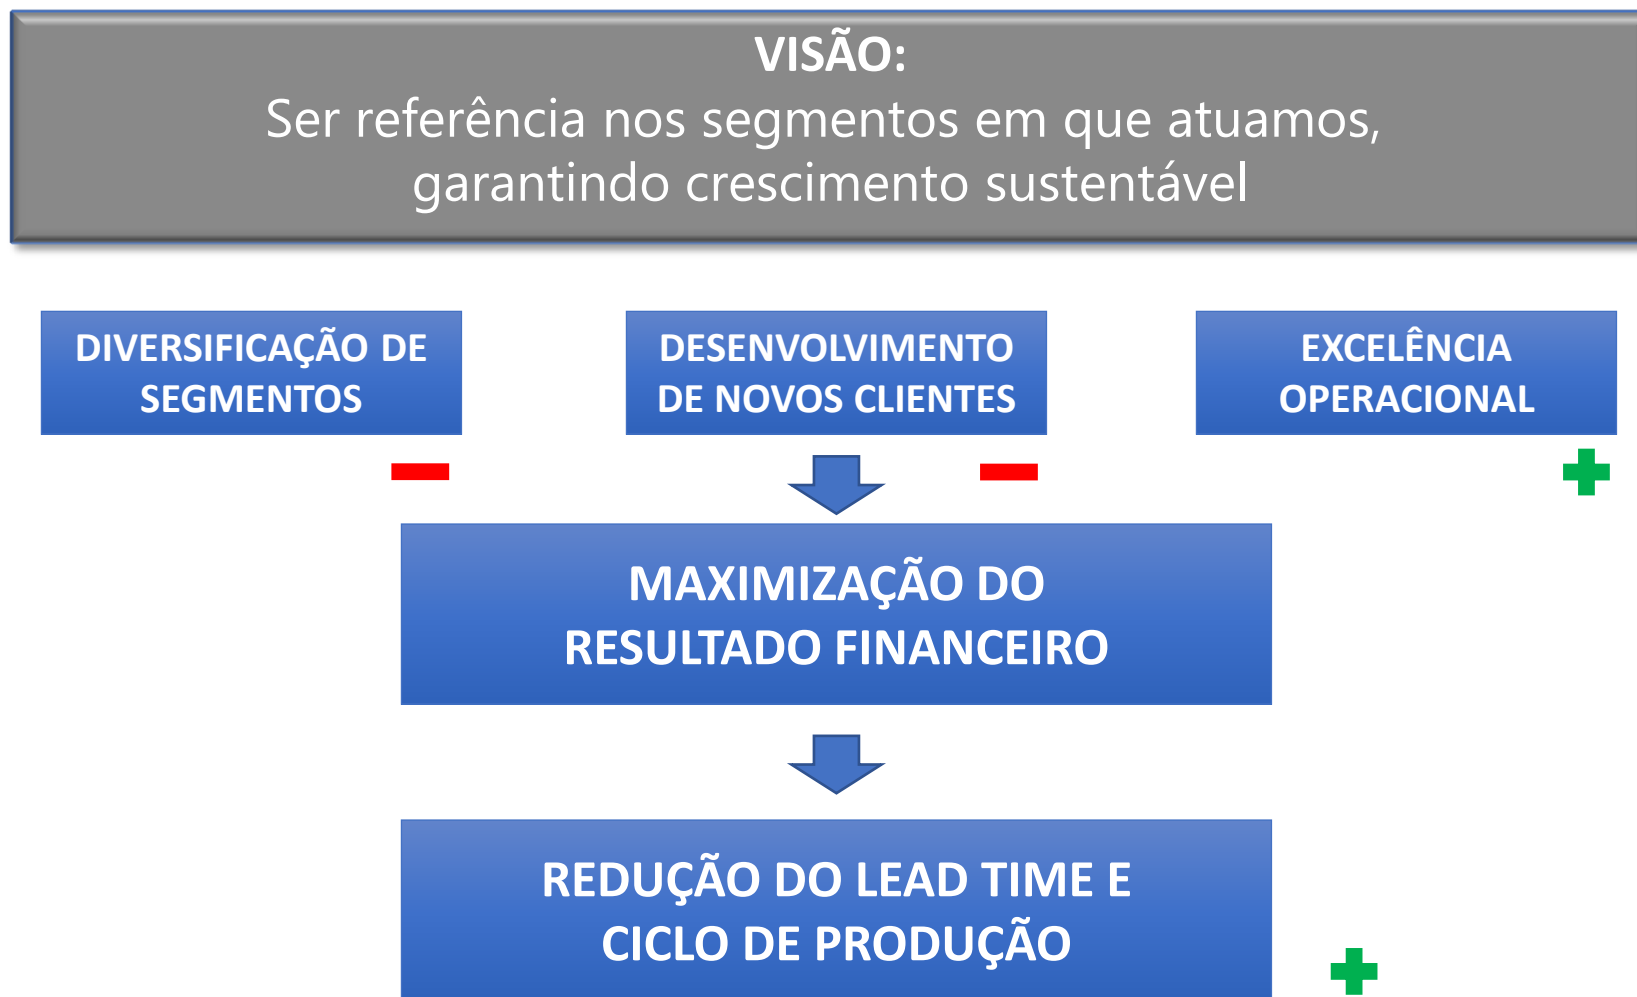 VISÃO:
Ser referência nos segmentos em que atuamos,
garantindo crescimento sustentável
DIVERSIFICAÇÃO DE
SEGMENTOS
DESENVOLVIMENTO
DE NOVOS CLIENTES
EXCELÊNCIA
OPERACIONAL
MAXIMIZAÇÃO DO
RESULTADO FINANCEIRO
REDUÇÃO DO LEAD TIME E
CICLO DE PRODUÇÃO